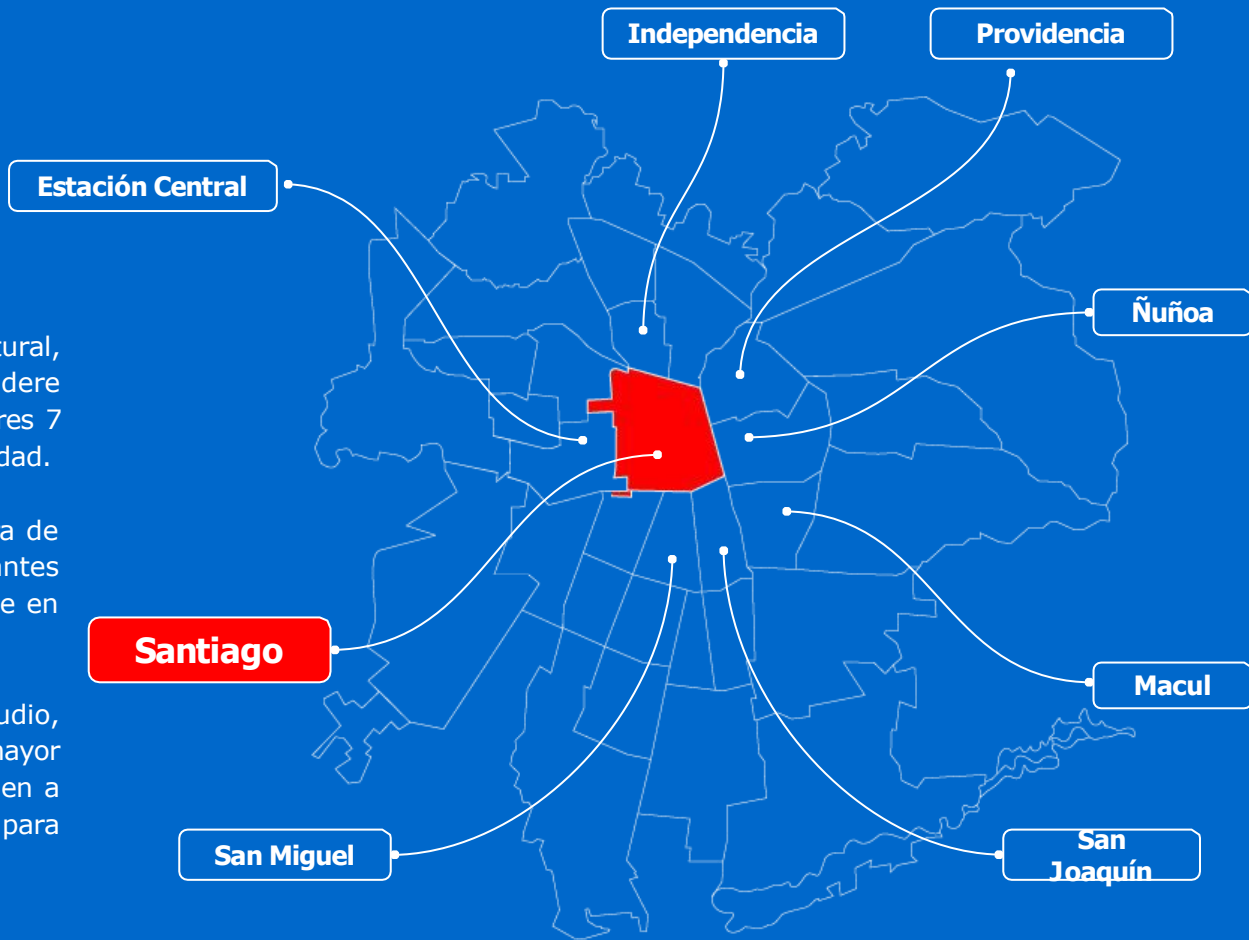 Independencia
Providencia
Estación Central
Ñuñoa
tural,
dere
res 7
dad.
a de
antes
e en
Santiago
Macul
udio,
nayor
en a
para
San Miguel
San
Joaquín